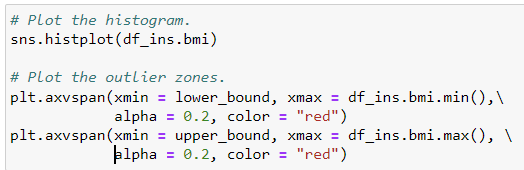 # Plot the histogram.
sns.histplot(df_ins.bmi)
# Plot the outlier zones.
plt.axvspan(xmin = lower_bound, xmax = df_ins.bmi.min(),\
alpha = 0.2, color = "red")
plt.axvspan(xmin = upper_bound, xmax = df_ins.bmi.max(), \
alpha = 0.2, color = "red")